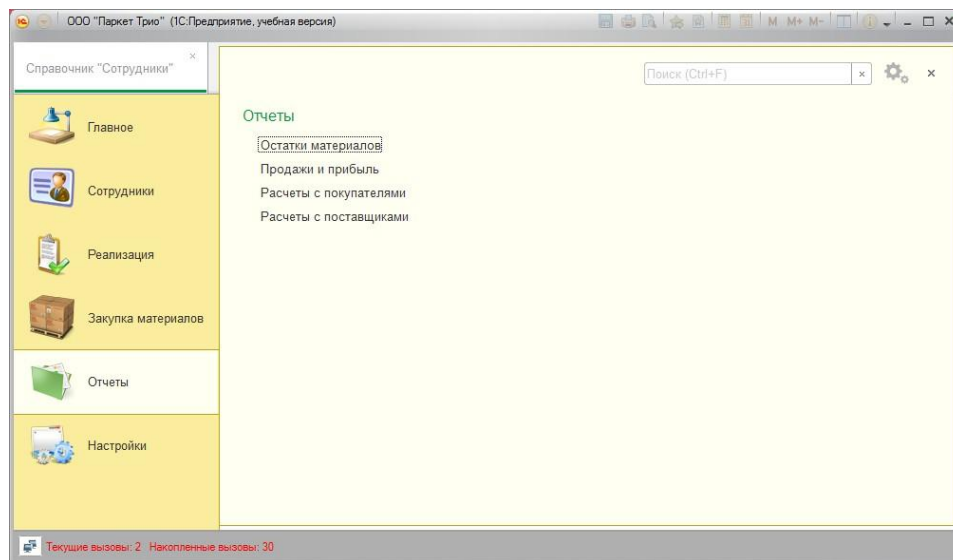 ООО "Паркет Трио" (1С:Предприятие, учебная версия)
M M+ M-
Справочник "Сотрудники"
Поиск (Ctrl+F)
Главное
Сотрудники
Реализация
Закупка материалов
Отчеты
Настройки
Отчеты
Остатки материалов
Продажи и прибыль
Расчеты с покупателями
Расчеты с поставщиками
Текущие вызовы: 2 Накопленные вызовы: 30